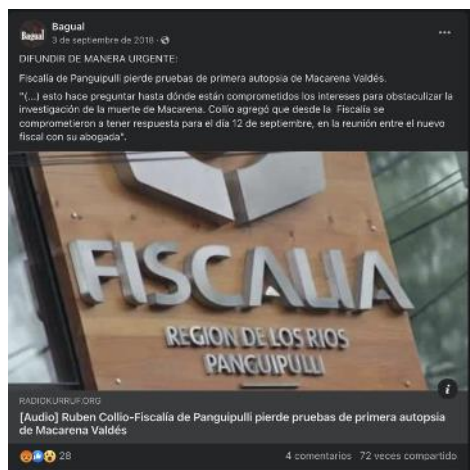 Bagual
Bagual
3 de septiembre de 2018 ·
DIFUNDIR DE MANERA URGENTE:
Fiscalía de Panguipulli pierde pruebas de primera autopsia de Macarena Valdés.
"(...) esto hace preguntar hasta dónde están comprometidos los intereses para obstaculizar la
investigación de la muerte de Macarena. Collío agregó que desde la Fiscalía se
comprometieron a tener respuesta para el día 12 de septiembre, en la reunión entre el nuevo
fiscal con su abogada".
FISCALIA
REGION DE LOS RIOS
PANGUIPULLI
i
RADIOKURRUF.ORG
[Audio] Ruben Collio-Fiscalía de Panguipulli pierde pruebas de primera autopsia
de Macarena Valdés
28
4 comentarios 72 veces compartido